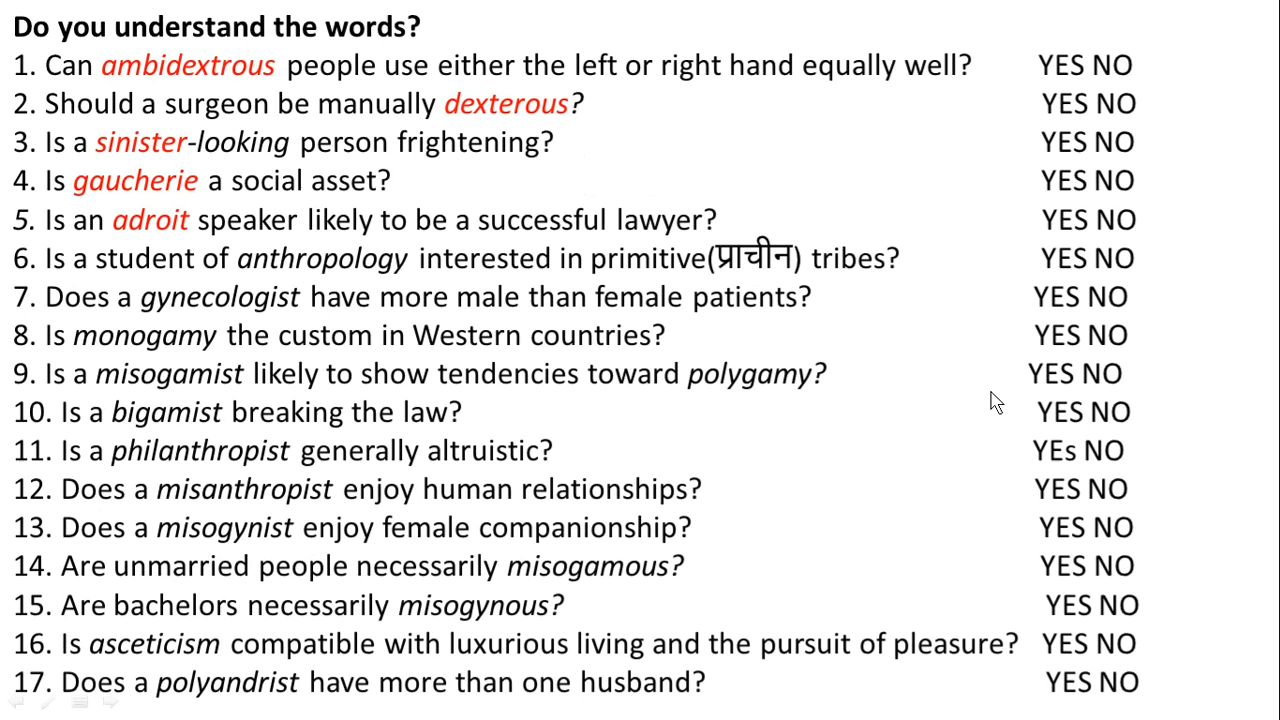 Do you understand the words?
1. Can ambidextrous people use either the left or right hand equally well? YES NO
2. Should a surgeon be manually dexterous? YES NO
3. Is a sinister-looking person frightening? YES NO
4. Is gaucherie a social asset? YES NO
5. Is an adroit speaker likely to be a successful lawyer? YES NO
6. Is a student of anthropology interested in primitive(प्राचीन) tribes? YES NO
7. Does a gynecologist have more male than female patients? YES NO
8. Is monogamy the custom in Western countries? YES NO
9. Is a misogamist likely to show tendencies toward polygamy? YES NO
10. Is a bigamist breaking the law? YES NO
11. Is a philanthropist generally altruistic? YEs NO
12. Does a misanthropist enjoy human relationships? YES NO
13. Does a misogynist enjoy female companionship? YES NO
14. Are unmarried people necessarily misogamous? YES NO
15. Are bachelors necessarily misogynous? YES NO
16. Is asceticism compatible with luxurious living and the pursuit of pleasure? YES NO
17. Does a polyandrist have more than one husband? YES NO